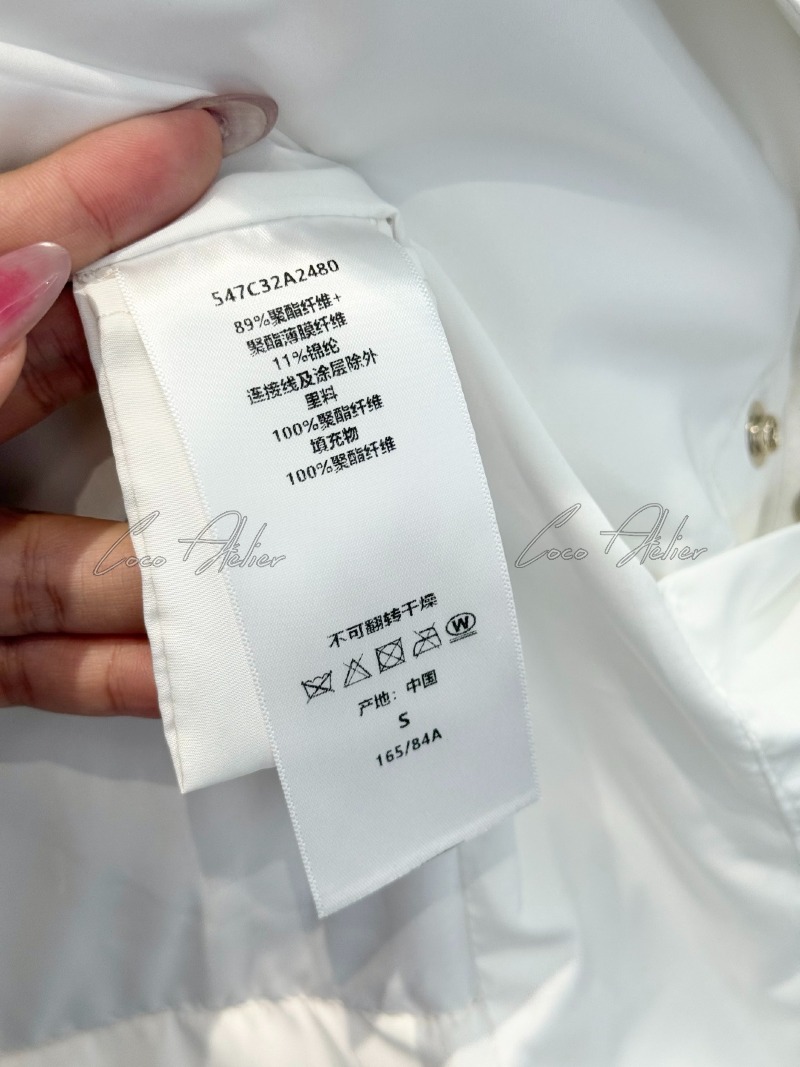 547C32A2480
89%聚酯纤维+
聚酯薄膜纤维
11%锦纶
连接线及涂层除外
里料
100%聚酯纤维
填充物
100%聚酯纤维
Coco Atelier
Coco Atelier
不可翻转干燥
W
产地：中国
S
165/84A